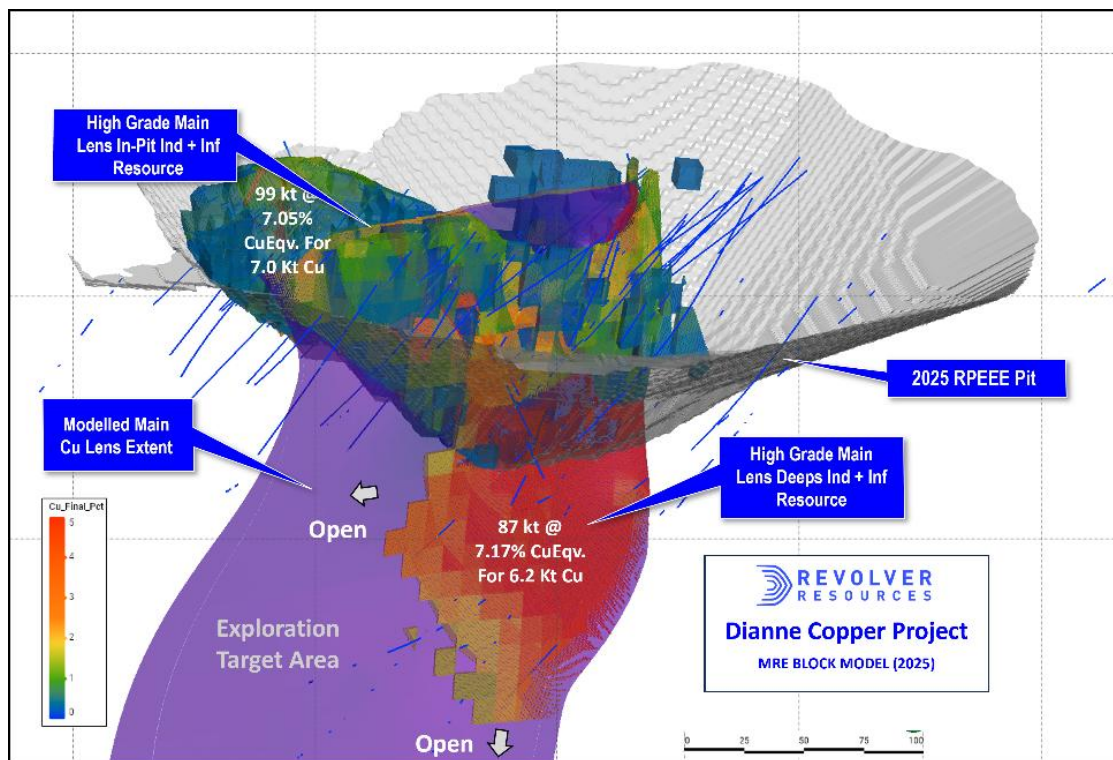 High Grade Main
Lens In-Pit Ind + Inf
Resource
99 kt @
7.05%
CuEqv. For
7.0 Kt Cu
2025 RPEEE Pit
Modelled Main
Cu Lens Extent
High Grade Main
Lens Deeps Ind + Inf
Resource
Open
87 kt @
7.17% CuEqv.
For 6.2 Kt Cu
Cu_Final_Pct
5
4
3
2
1
0
Exploration
Target Area
Open
REVOLVER
RESOURCES
Dianne Copper Project
MRE BLOCK MODEL (2025)
0 25 50 75 100